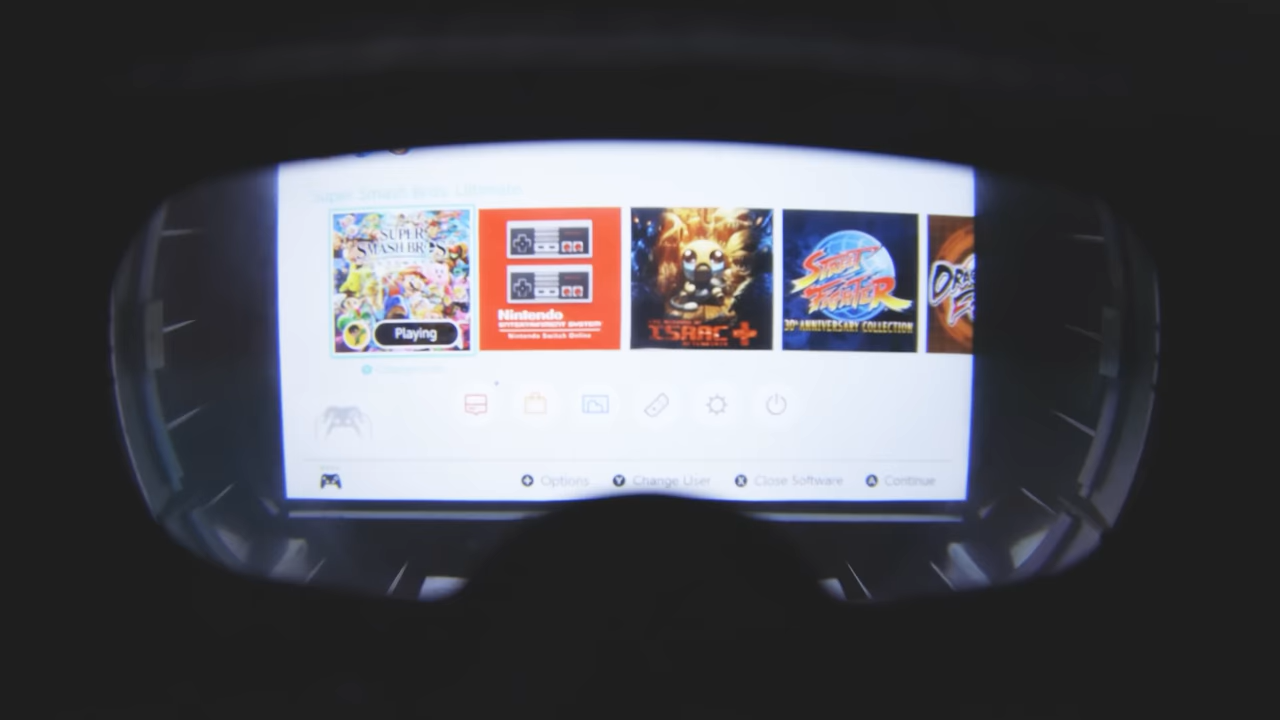 Super Smash Bros. Ultimate
SUPER
SMASH BROS
Playing
Nintendo
ENTERTAINMENT SYSTEM
Nintendo Switch Online
ISAAC +
STREET
FIGHTER
30th ANNIVERSARY COLLECTION
Options
Y Change User
X Close Software
A Continue